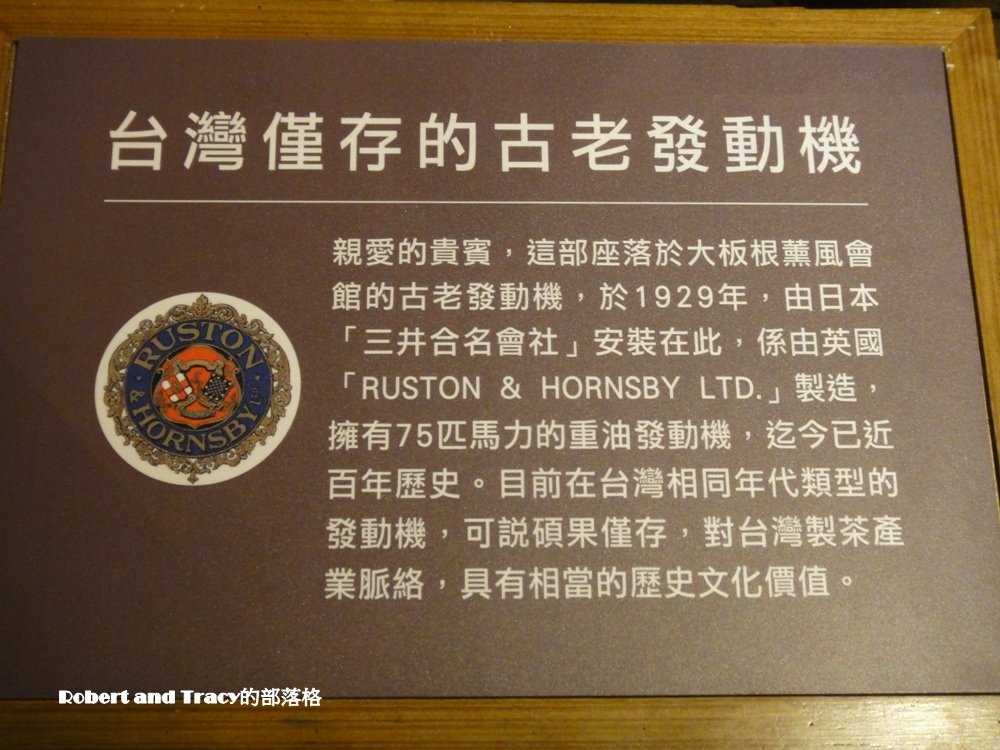 台灣僅存的古老發動機
親愛的貴賓，這部座落於大板根薰風會
館的古老發動機，於1929年，由日本
「三井合名會社」安裝在此，係由英國
「RUSTON & HORNSBY LTD.」製造，
擁有75匹馬力的重油發動機，迄今已近
百年歷史。目前在台灣相同年代類型的
發動機，可說碩果僅存，對台灣製茶產
業脈絡，具有相當的歷史文化價值。
RUSTON
& HORNSBY LTD
Robert and Tracy的部落格